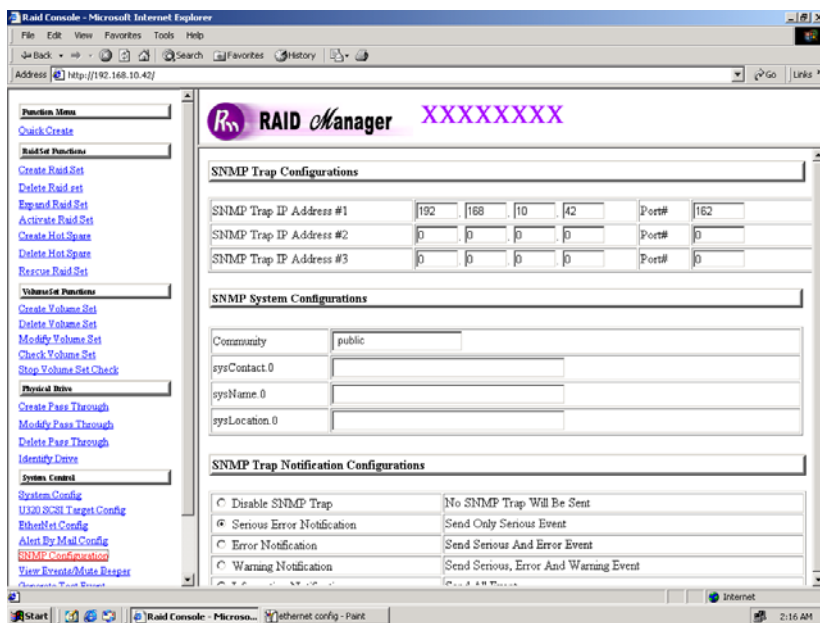 Raid Console - Microsoft Internet Explorer
File Edit View Favorites Tools Help
Back Search Favorites History
Address http://192.168.10.42/ Go Links
Function Menu
Quick Create
RaidSet Functions
Create Raid Set
Delete Raid set
Expand Raid Set
Activate Raid Set
Create Hot Spare
Delete Hot Spare
Rescue Raid Set
VolumeSet Functions
Create Volume Set
Delete Volume Set
Modify Volume Set
Check Volume Set
Stop Volume Set Check
Physical Drive
Create Pass Through
Modify Pass Through
Delete Pass Through
Identify Drive
System Control
System Config
U320 SCSI Target Config
EtherNet Config
Alert By Mail Config
SNMP Configuration
View Events/Mute Beeper
Generate Test Event
Rm RAID Manager XXXXXXXX
SNMP Trap Configurations
SNMP Trap IP Address #1 192 . 168 . 10 . 42 Port# 162
SNMP Trap IP Address #2 0 . 0 . 0 . 0 Port# 0
SNMP Trap IP Address #3 0 . 0 . 0 . 0 Port# 0
SNMP System Configurations
Community public
sysContact.0
sysName.0
sysLocation.0
SNMP Trap Notification Configurations
Disable SNMP Trap No SNMP Trap Will Be Sent
Serious Error Notification Send Only Serious Event
Error Notification Send Serious And Error Event
Warning Notification Send Serious, Error And Warning Event
Information Notification Send All Event
Internet
Start Raid Console - Microso... ethernet config - Paint 2:16 AM